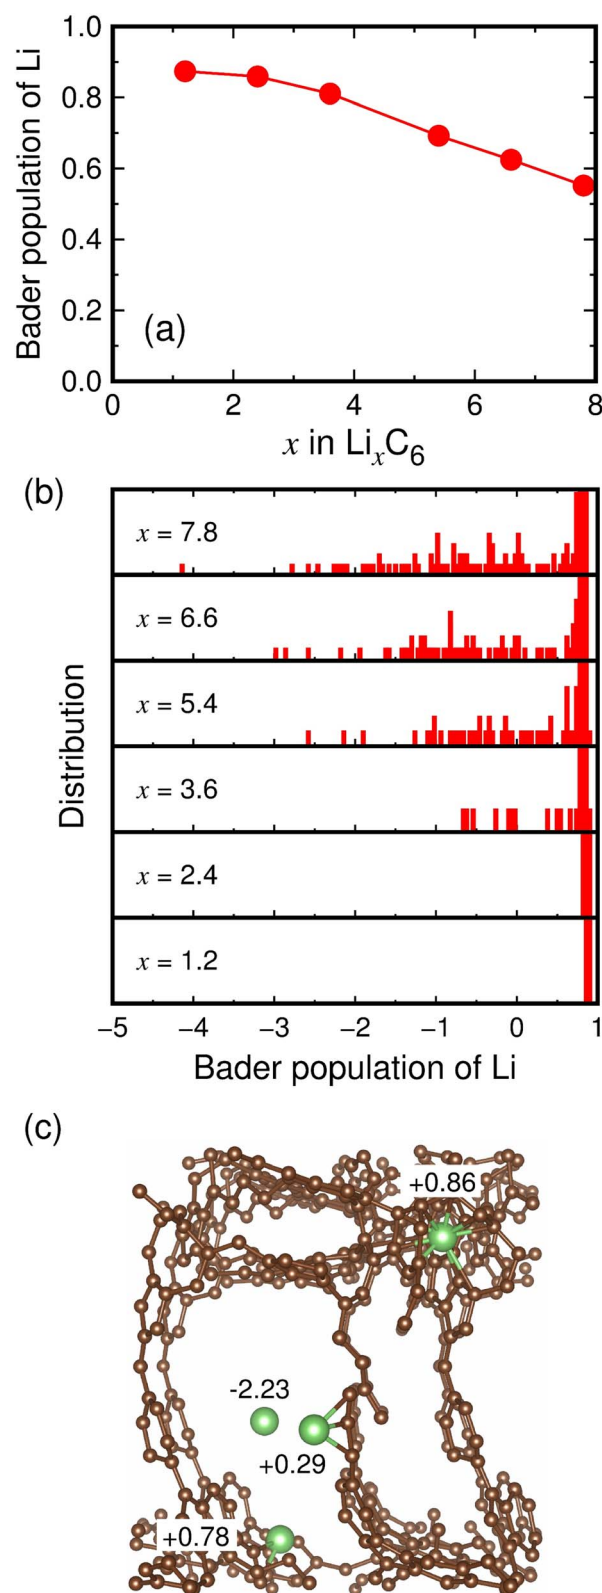 1.0
0.8
0.6
0.4
0.2
0.0
Bader population of Li
(a)
0 2 4 6 8
x in LixC6
(b)
x = 7.8
x = 6.6
x = 5.4
x = 3.6
x = 2.4
x = 1.2
Distribution
−5 −4 −3 −2 −1 0 1
Bader population of Li
(c)
+0.86
-2.23
+0.29
+0.78